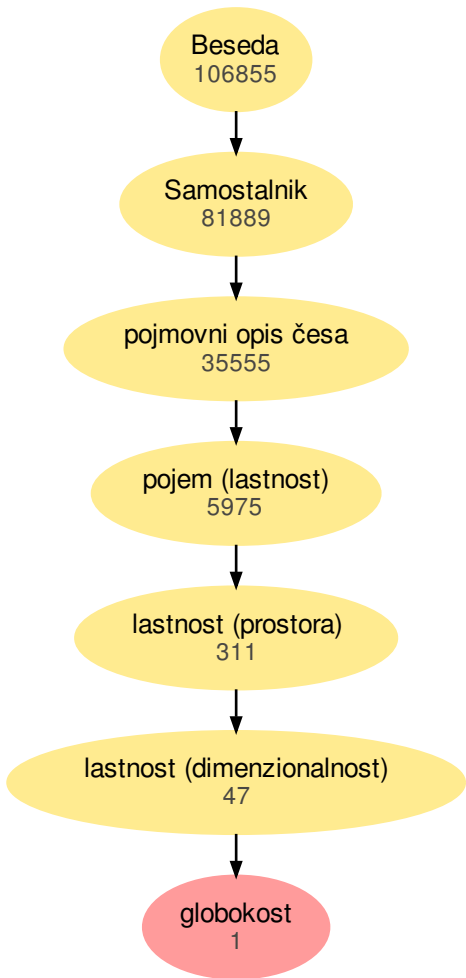 Beseda
106855
Samostalnik
81889
pojmovni opis česa
35555
pojem (lastnost)
5975
lastnost (prostora)
311
lastnost (dimenzionalnost)
47
globokost
1